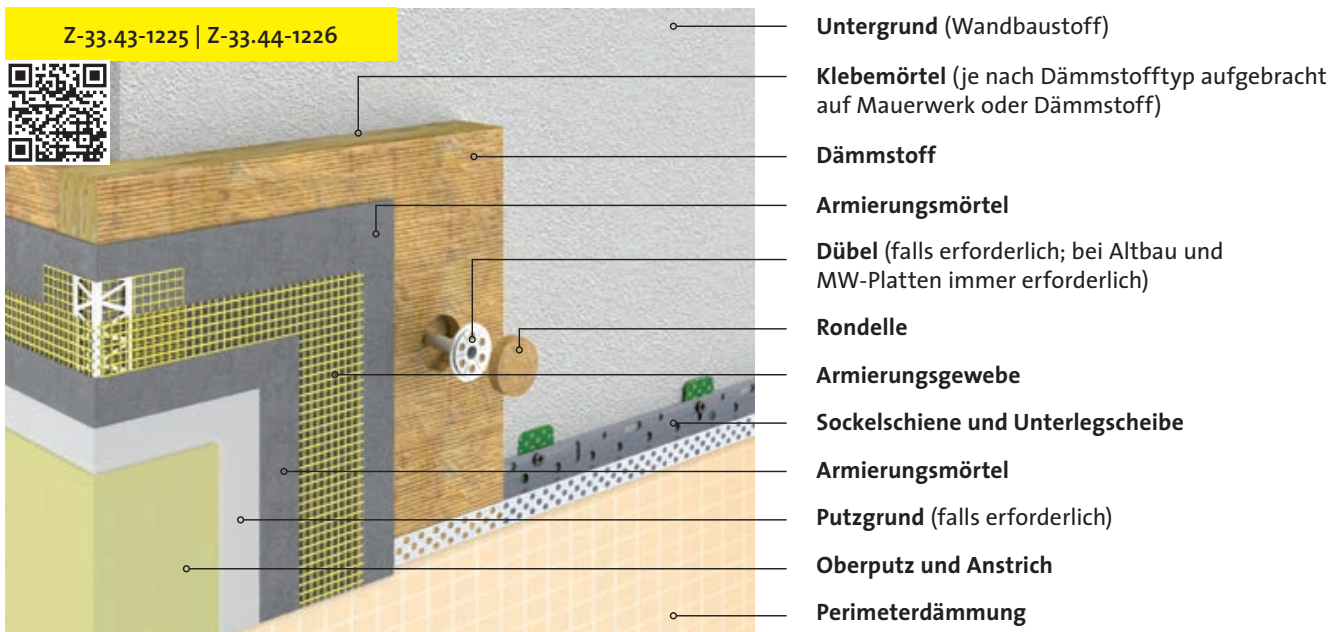 Z-33.43-1225 | Z-33.44-1226
Untergrund (Wandbaustoff)
Klebemörtel (je nach Dämmstofftyp aufgebracht
auf Mauerwerk oder Dämmstoff)
Dämmstoff
Armierungsmörtel
Dübel (falls erforderlich; bei Altbau und
MW-Platten immer erforderlich)
Rondelle
Armierungsgewebe
Sockelschiene und Unterlegscheibe
Armierungsmörtel
Putzgrund (falls erforderlich)
Oberputz und Anstrich
Perimeterdämmung